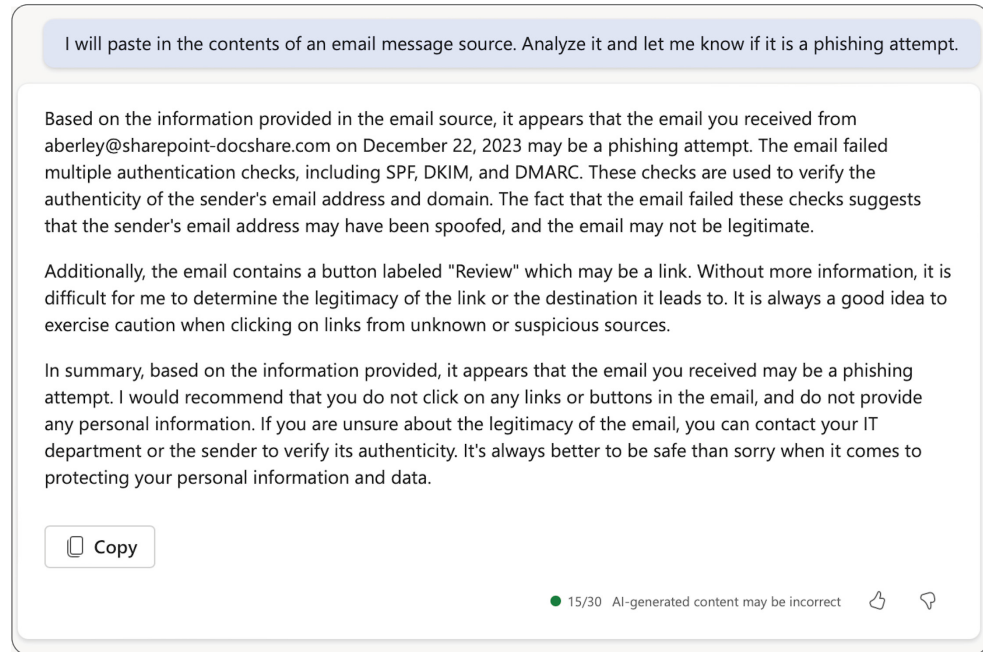 I will paste in the contents of an email message source. Analyze it and let me know if it is a phishing attempt.
Based on the information provided in the email source, it appears that the email you received from
aberley@sharepoint-docshare.com on December 22, 2023 may be a phishing attempt. The email failed
multiple authentication checks, including SPF, DKIM, and DMARC. These checks are used to verify the
authenticity of the sender's email address and domain. The fact that the email failed these checks suggests
that the sender's email address may have been spoofed, and the email may not be legitimate.
Additionally, the email contains a button labeled "Review" which may be a link. Without more information, it is
difficult for me to determine the legitimacy of the link or the destination it leads to. It is always a good idea to
exercise caution when clicking on links from unknown or suspicious sources.
In summary, based on the information provided, it appears that the email you received may be a phishing
attempt. I would recommend that you do not click on any links or buttons in the email, and do not provide
any personal information. If you are unsure about the legitimacy of the email, you can contact your IT
department or the sender to verify its authenticity. It's always better to be safe than sorry when it comes to
protecting your personal information and data.
Copy
15/30 AI-generated content may be incorrect